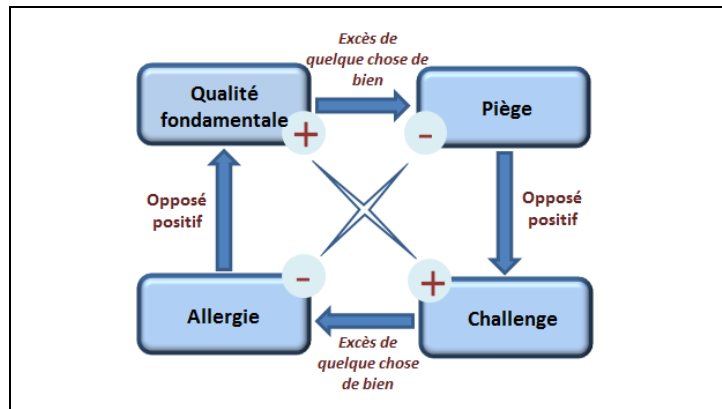 Excès de
quelque chose de
bien
Qualité
fondamentale
+
-
Piège
Opposé
positif
Opposé
positif
Allergie
-
+
Challenge
Excès de
quelque chose
de bien